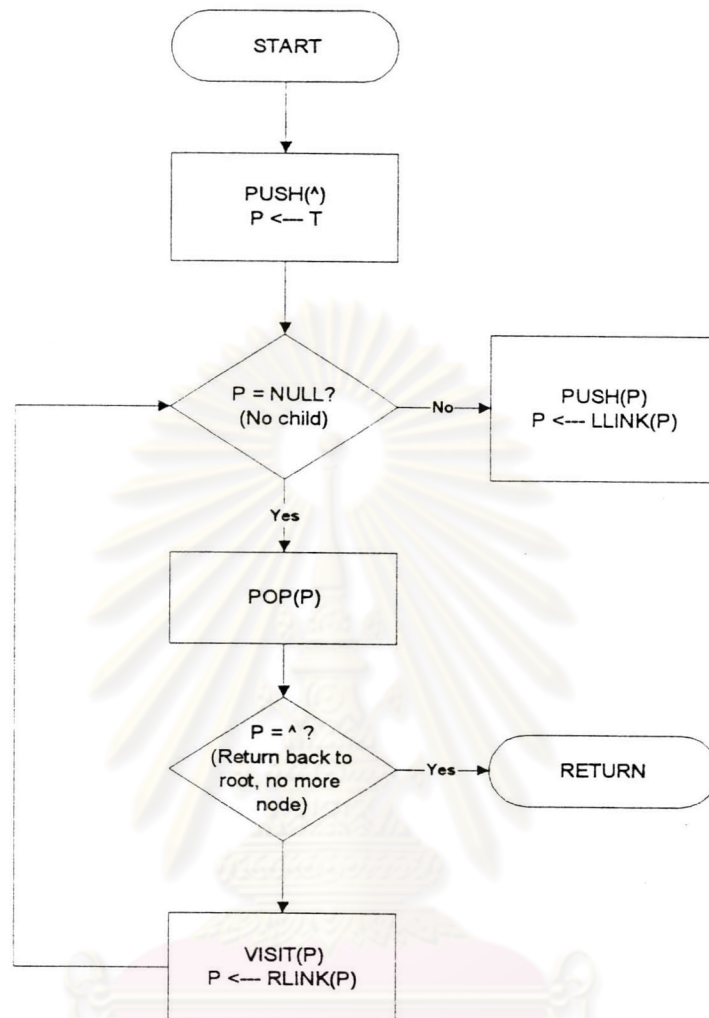 START
PUSH(^)
P <--- T
P = NULL?
(No child)
No
PUSH(P)
P <--- LLINK(P)
Yes
POP(P)
P = ^ ?
(Return back to
root, no more
node)
Yes
RETURN
VISIT(P)
P <--- RLINK(P)